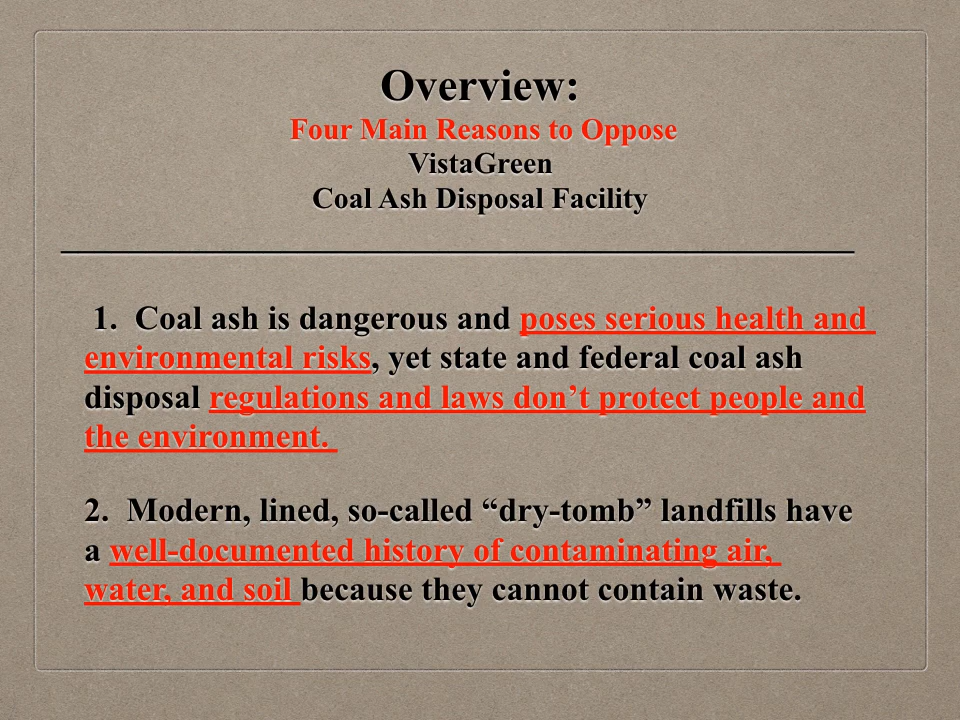 Overview:
Four Main Reasons to Oppose
VistaGreen
Coal Ash Disposal Facility
1. Coal ash is dangerous and poses serious health and
environmental risks, yet state and federal coal ash
disposal regulations and laws don’t protect people and
the environment.
2. Modern, lined, so-called “dry-tomb” landfills have
a well-documented history of contaminating air,
water, and soil because they cannot contain waste.